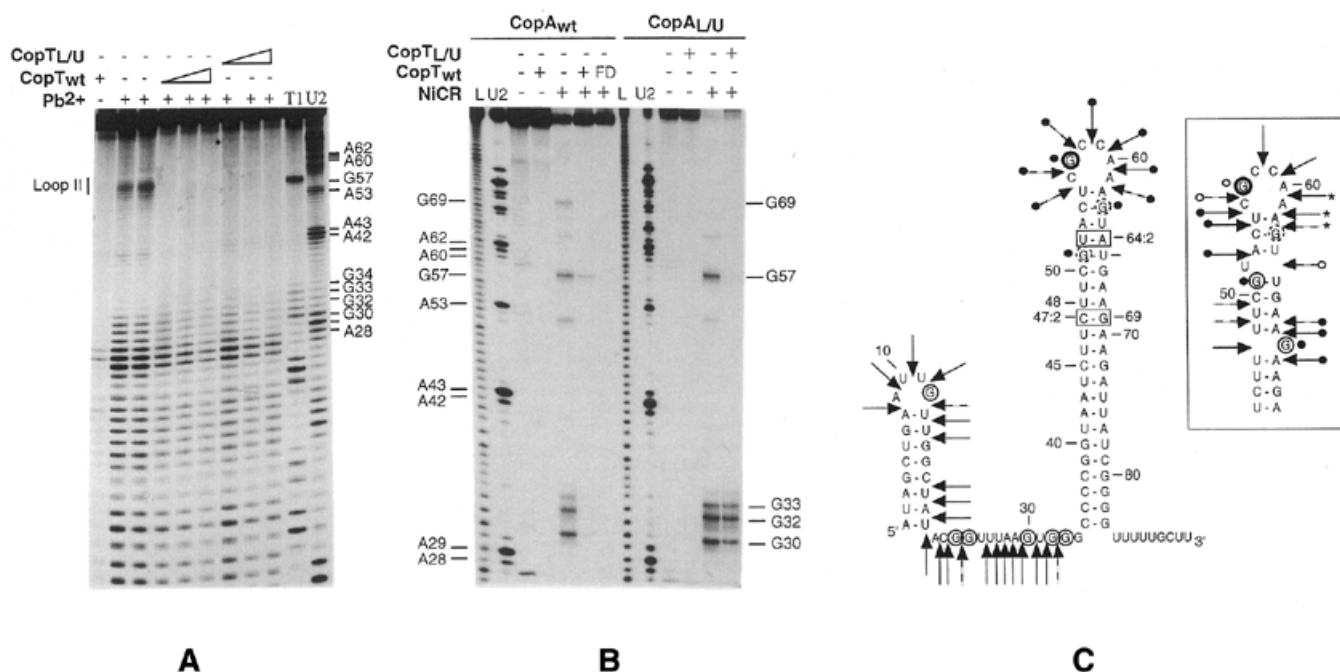 CopTL/U - - - - - -
CopTwt + - - - - -
Pb2+ - + + + + + + + + T1 U2
Loop II
A62
A60
G57
A53
A43
A42
G34
G33
G32
G30
A28
A
CopAwt CopAL/U
CopTL/U - - - - - - + - +
CopTwt - + - + FD
NiCR L U2 - - + + + L U2 - - + +
G69
A62
A60
G57
A53
A43
A42
A29
A28
G69
G57
G33
G32
G30
B
60
64:2
50
48
47:2
69
70
45
40
80
10
30
5'
3'
UUUUUGCUU
60
50
C